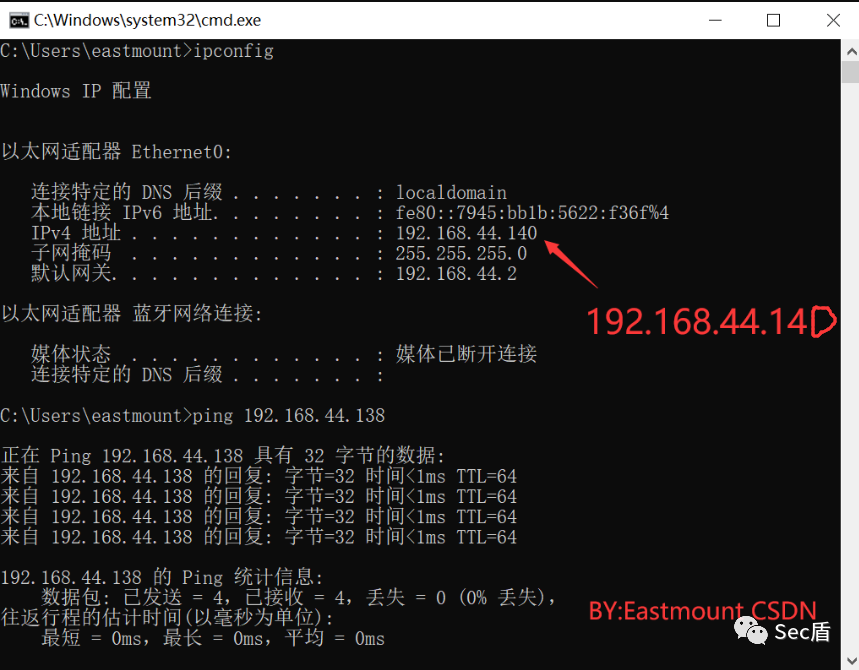 C:\Windows\system32\cmd.exe
C:\Users\eastmount>ipconfig
Windows IP 配置
以太网适配器 Ethernet0:
连接特定的 DNS 后缀 . . . . . . . : localdomain
本地链接 IPv6 地址. . . . . . . . : fe80::7945:bb1b:5622:f36f%4
IPv4 地址 . . . . . . . . . . . . : 192.168.44.140
子网掩码  . . . . . . . . . . . . : 255.255.255.0
默认网关. . . . . . . . . . . . . : 192.168.44.2
192.168.44.140
以太网适配器 蓝牙网络连接:
媒体状态  . . . . . . . . . . . . : 媒体已断开连接
连接特定的 DNS 后缀 . . . . . . . :
C:\Users\eastmount>ping 192.168.44.138
正在 Ping 192.168.44.138 具有 32 字节的数据:
来自 192.168.44.138 的回复: 字节=32 时间<1ms TTL=64
来自 192.168.44.138 的回复: 字节=32 时间<1ms TTL=64
来自 192.168.44.138 的回复: 字节=32 时间<1ms TTL=64
来自 192.168.44.138 的回复: 字节=32 时间<1ms TTL=64
192.168.44.138 的 Ping 统计信息:
数据包: 已发送 = 4，已接收 = 4，丢失 = 0 (0% 丢失)，
往返行程的估计时间(以毫秒为单位):
最短 = 0ms，最长 = 0ms，平均 = 0ms
BY:Eastmount CSDN
Sec盾